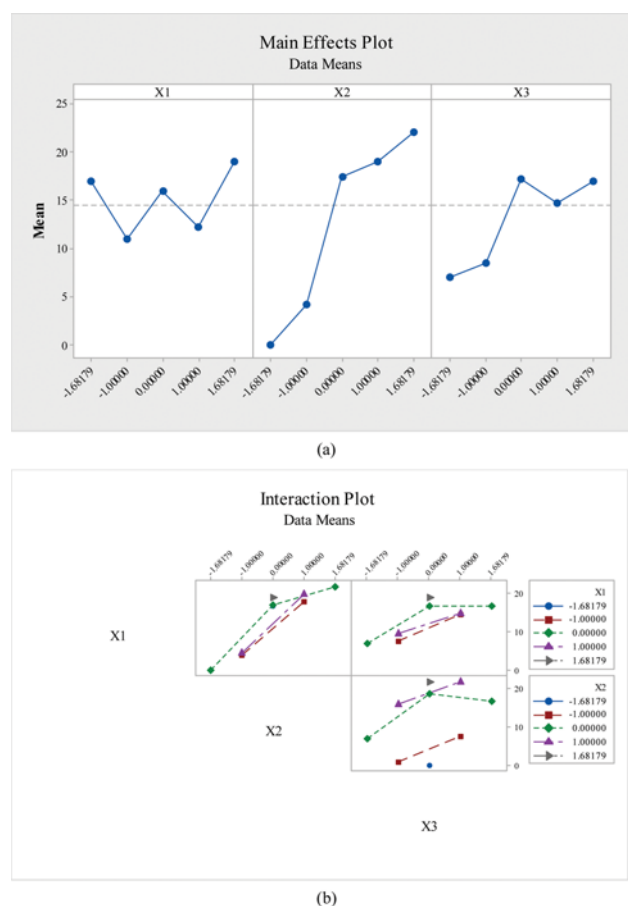 Main Effects Plot
Data Means
X1 X2 X3
25
20
15
10
5
0
Mean
-1.68179 -1.00000 0.00000 1.00000 1.68179 -1.68179 -1.00000 0.00000 1.00000 1.68179 -1.68179 -1.00000 0.00000 1.00000 1.68179
(a)
Interaction Plot
Data Means
-1.68179 -1.00000 0.00000 1.00000 1.68179 -1.68179 -1.00000 0.00000 1.00000 1.68179
X1
20
10
0
X1
-1.68179
-1.00000
0.00000
1.00000
1.68179
X2
20
10
0
X2
-1.68179
-1.00000
0.00000
1.00000
1.68179
X3
(b)